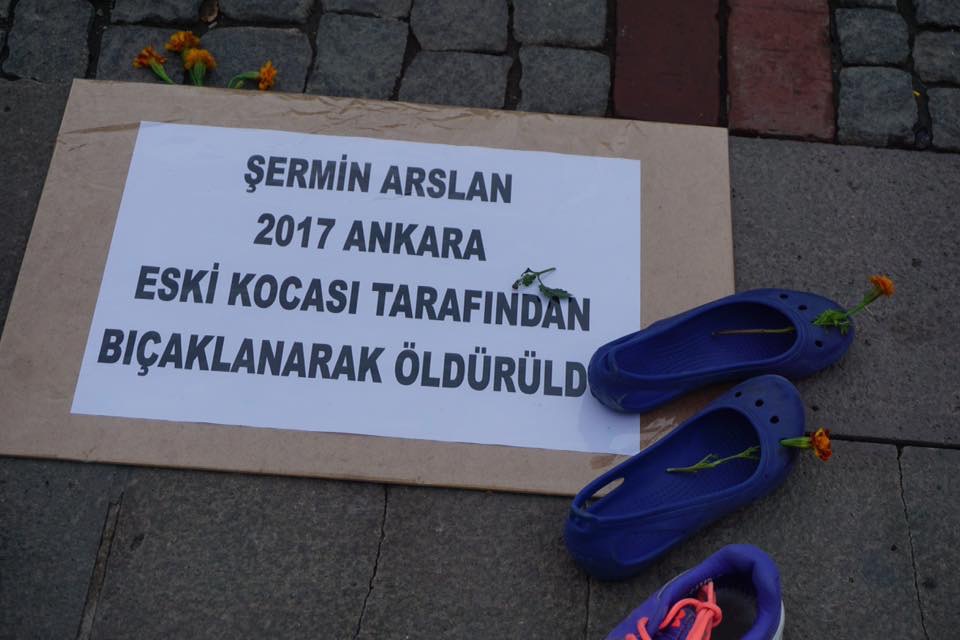 ŞERMİN ARSLAN
2017 ANKARA
ESKİ KOCASI TARAFINDAN
BIÇAKLANARAK ÖLDÜRÜLD